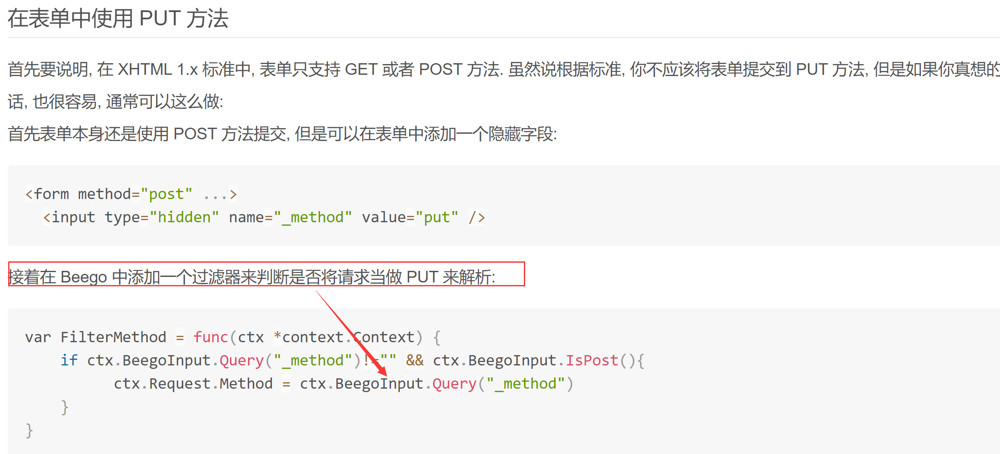 在表单中使用 PUT 方法
首先要说明, 在 XHTML 1.x 标准中, 表单只支持 GET 或者 POST 方法. 虽然说根据标准, 你不应该将表单提交到 PUT 方法, 但是如果你真想的
话, 也很容易, 通常可以这么做:
首先表单本身还是使用 POST 方法提交, 但是可以在表单中添加一个隐藏字段:
<form method="post" ...>
  <input type="hidden" name="_method" value="put" />
接着在 Beego 中添加一个过滤器来判断是否将请求当做 PUT 来解析:
var FilterMethod = func(ctx *context.Context) {
    if ctx.BeegoInput.Query("_method")!="" && ctx.BeegoInput.IsPost(){
          ctx.Request.Method = ctx.BeegoInput.Query("_method")
    }
}